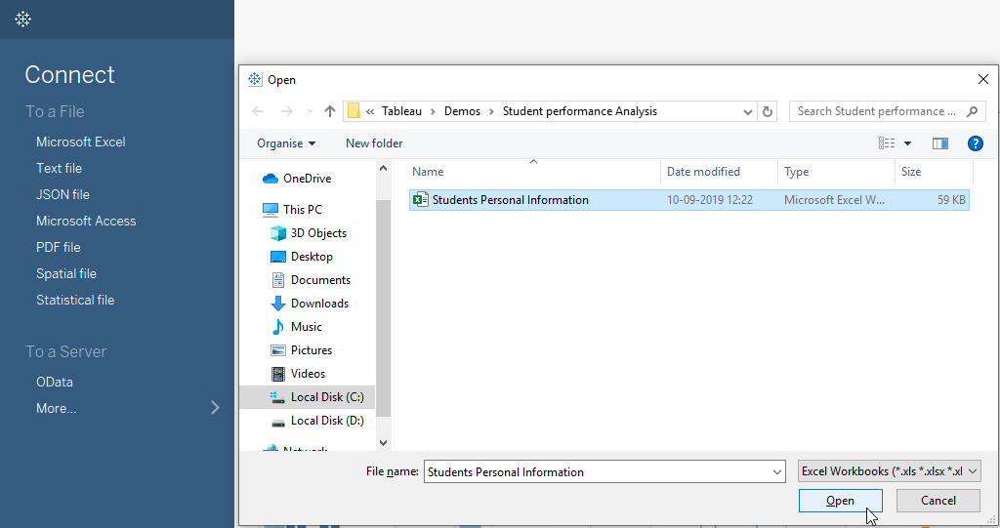 Connect
To a File
Microsoft Excel
Text file
JSON file
Microsoft Access
PDF file
Spatial file
Statistical file
To a Server
OData
More...
Open
« Tableau > Demos > Student performance Analysis
Search Student performance ...
Organise
New folder
Name Date modified Type Size
Students Personal Information 10-09-2019 12:22 Microsoft Excel W... 59 KB
OneDrive
This PC
3D Objects
Desktop
Documents
Downloads
Music
Pictures
Videos
Local Disk (C:)
Local Disk (D:)
Network
File name: Students Personal Information
Excel Workbooks (*.xls *.xlsx *.xl
Open Cancel